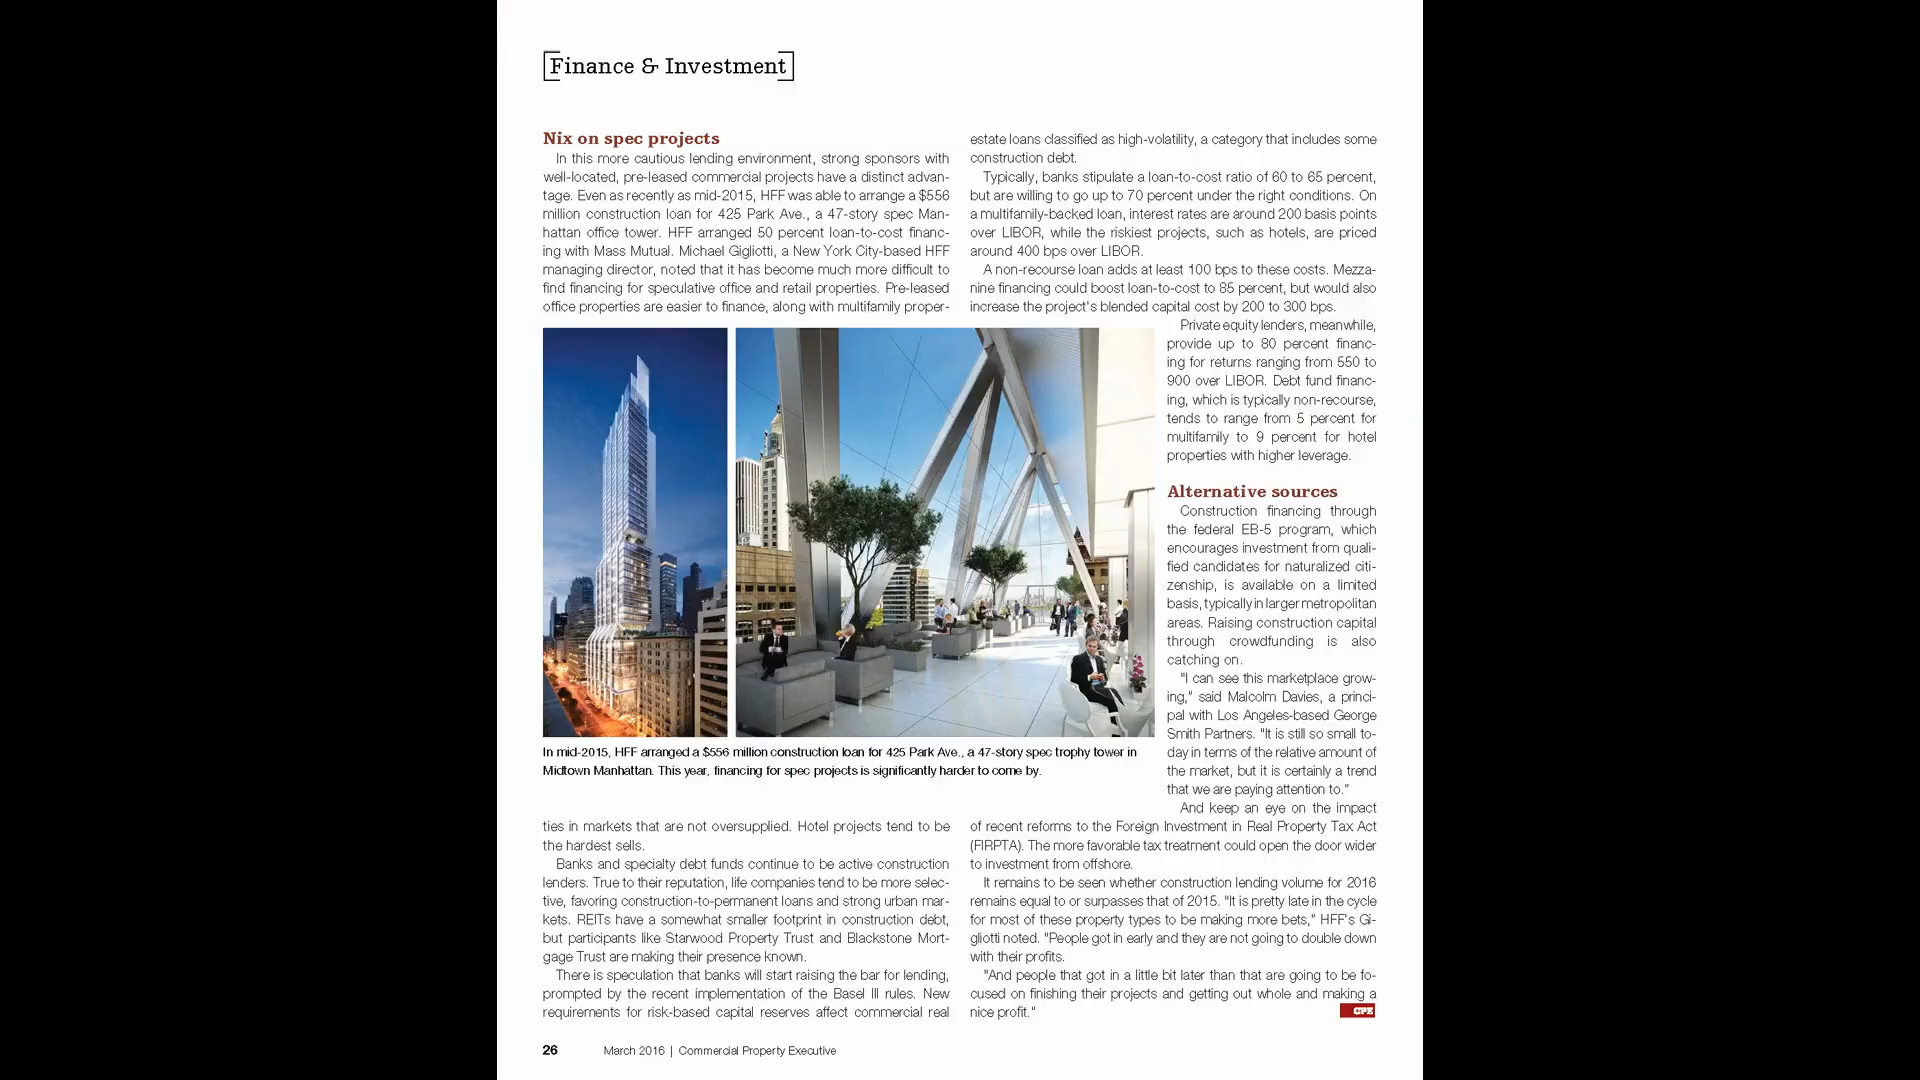 Finance & Investment
Nix on spec projects
In this more cautious lending environment, strong sponsors with
well-located, pre-leased commercial projects have a distinct advan-
tage. Even as recently as mid-2015, HFF was able to arrange a $556
million construction loan for 425 Park Ave., a 47-story spec Man-
hattan office tower. HFF arranged 50 percent loan-to-cost financ-
ing with Mass Mutual. Michael Gigliotti, a New York City-based HFF
managing director, noted that it has become much more difficult to
find financing for speculative office and retail properties. Pre-leased
office properties are easier to finance, along with multifamily proper-
In mid-2015, HFF arranged a $556 million construction loan for 425 Park Ave., a 47-story spec trophy tower in
Midtown Manhattan. This year, financing for spec projects is significantly harder to come by.
ties in markets that are not oversupplied. Hotel projects tend to be
the hardest sells.
Banks and specialty debt funds continue to be active construction
lenders. True to their reputation, life companies tend to be more selec-
tive, favoring construction-to-permanent loans and strong urban mar-
kets. REITs have a somewhat smaller footprint in construction debt,
but participants like Starwood Property Trust and Blackstone Mort-
gage Trust are making their presence known.
There is speculation that banks will start raising the bar for lending,
prompted by the recent implementation of the Basel III rules. New
requirements for risk-based capital reserves affect commercial real
estate loans classified as high-volatility, a category that includes some
construction debt.
Typically, banks stipulate a loan-to-cost ratio of 60 to 65 percent,
but are willing to go up to 70 percent under the right conditions. On
a multifamily-backed loan, interest rates are around 200 basis points
over LIBOR, while the riskiest projects, such as hotels, are priced
around 400 bps over LIBOR.
A non-recourse loan adds at least 100 bps to these costs. Mezza-
nine financing could boost loan-to-cost to 85 percent, but would also
increase the project's blended capital cost by 200 to 300 bps.
Private equity lenders, meanwhile,
provide up to 80 percent financ-
ing for returns ranging from 550 to
900 over LIBOR. Debt fund financ-
ing, which is typically non-recourse,
tends to range from 5 percent for
multifamily to 9 percent for hotel
properties with higher leverage.
Alternative sources
Construction financing through
the federal EB-5 program, which
encourages investment from quali-
fied candidates for naturalized citi-
zenship, is available on a limited
basis, typically in larger metropolitan
areas. Raising construction capital
through crowdfunding is also
catching on.
"I can see this marketplace grow-
ing," said Malcolm Davies, a princi-
pal with Los Angeles-based George
Smith Partners. "It is still so small to-
day in terms of the relative amount of
the market, but it is certainly a trend
that we are paying attention to."
And keep an eye on the impact
of recent reforms to the Foreign Investment in Real Property Tax Act
(FIRPTA). The more favorable tax treatment could open the door wider
to investment from offshore.
It remains to be seen whether construction lending volume for 2016
remains equal to or surpasses that of 2015. "It is pretty late in the cycle
for most of these property types to be making more bets," HFF's Gi-
gliotti noted. "People got in early and they are not going to double down
with their profits.
"And people that got in a little bit later than that are going to be fo-
cused on finishing their projects and getting out whole and making a
nice profit."
CPE
26 March 2016 | Commercial Property Executive